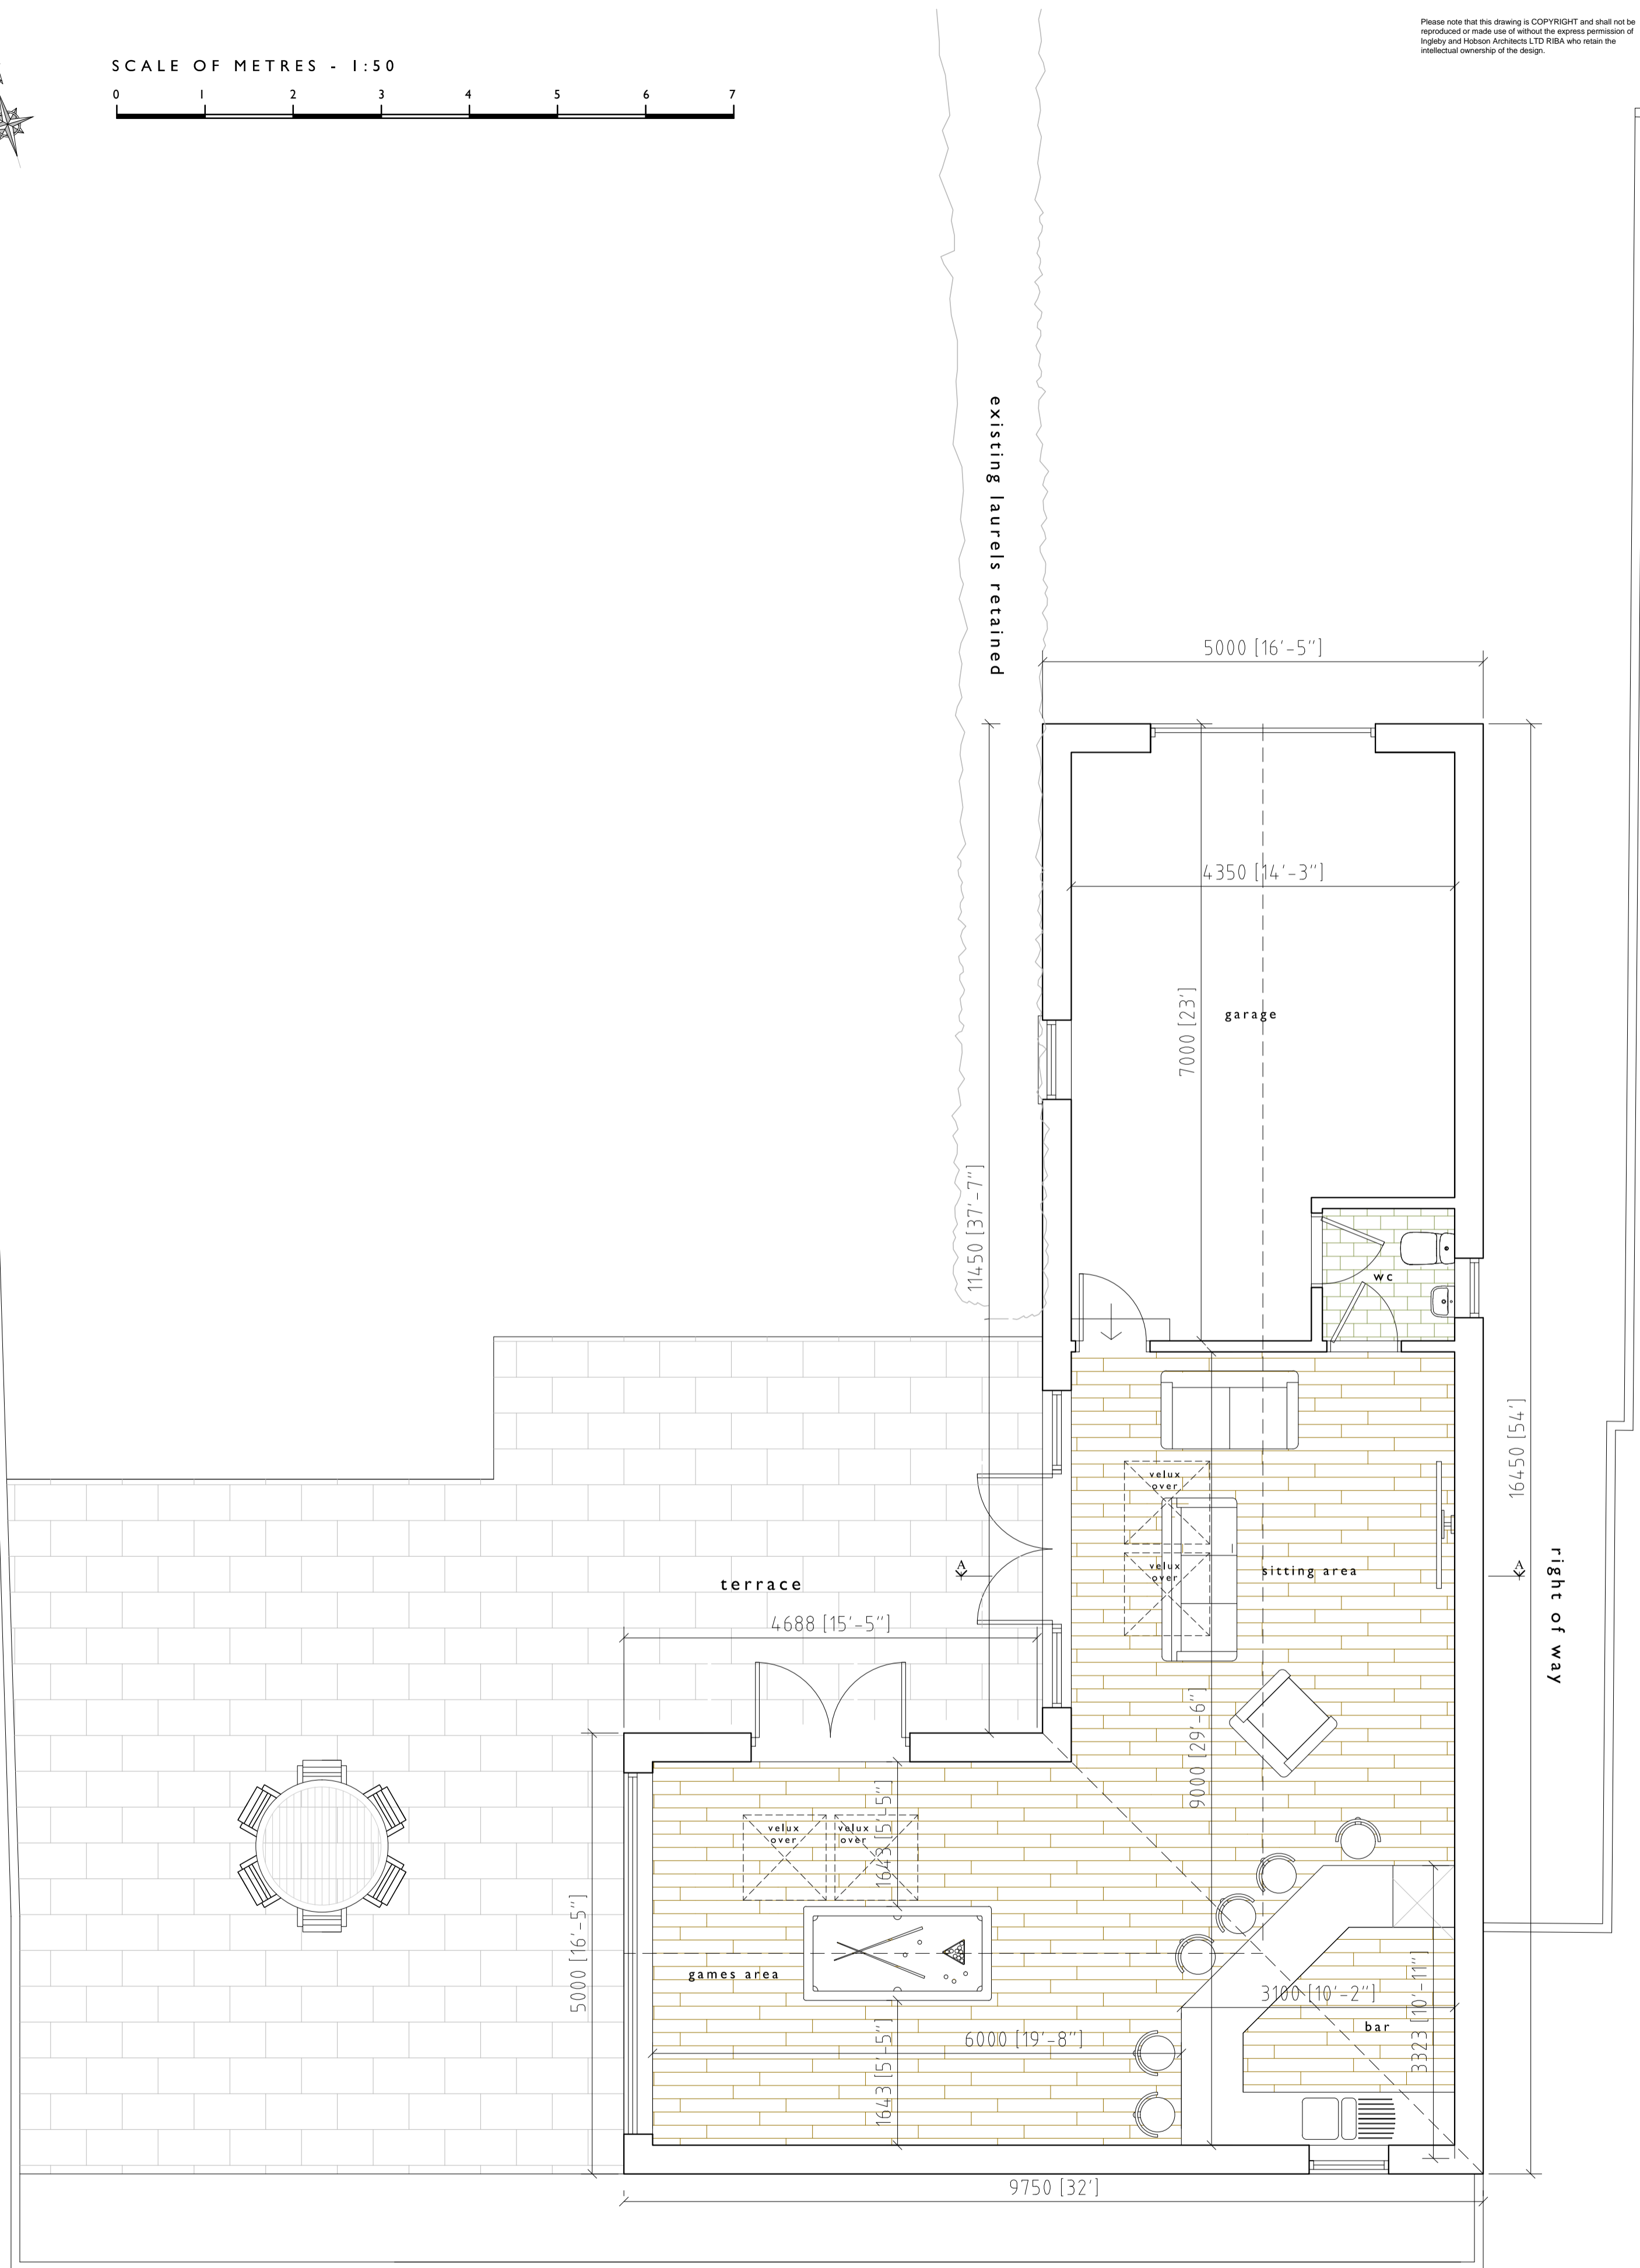 Please note that this drawing is COPYRIGHT and shall not be
reproduced or made use of without the express permission of
Ingleby and Hobson Architects LTD RIBA who retain the
intellectual ownership of the design.
SCALE OF METRES - 1:50
0 1 2 3 4 5 6 7
existing laurels retained
5000 [16'-5"]
4350 [14'-3"]
7000 [23']
garage
11450 [37'-7"]
wc
16450 [54']
velux
over
velux
over
sitting area
A
A
terrace
right of way
4688 [15'-5"]
9000 [29'-6"]
1643 [5'-5"]
velux
over
velux
over
5000 [16'-5"]
games area
3100 [10'-2"]
3323 [10'-11"]
bar
6000 [19'-8"]
1643 [5'-5"]
9750 [32']